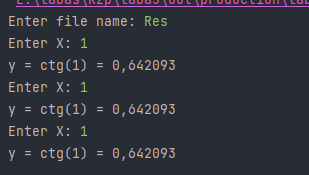 Enter file name: Res
Enter X: 1
y = ctg(1) = 0,642093
Enter X: 1
y = ctg(1) = 0,642093
Enter X: 1
y = ctg(1) = 0,642093